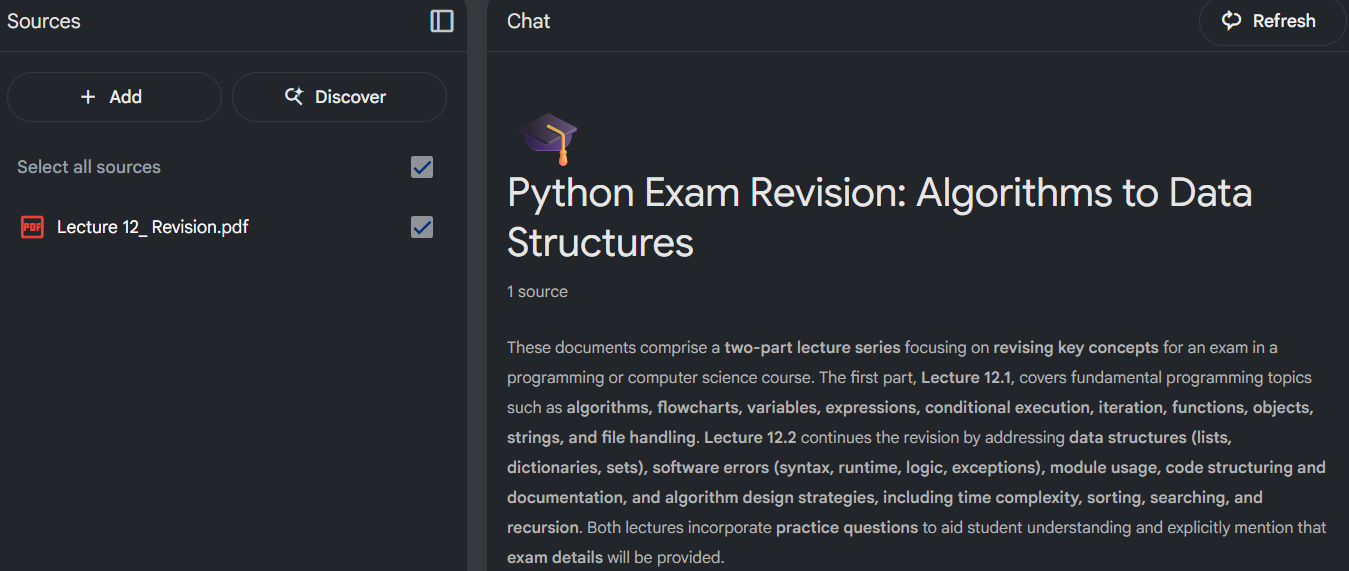 Sources
Add
Discover
Select all sources
PDF
Lecture 12_ Revision.pdf
Chat
Refresh
Python Exam Revision: Algorithms to Data
Structures
1 source
These documents comprise a two-part lecture series focusing on revising key concepts for an exam in a
programming or computer science course. The first part, Lecture 12.1, covers fundamental programming topics
such as algorithms, flowcharts, variables, expressions, conditional execution, iteration, functions, objects,
strings, and file handling. Lecture 12.2 continues the revision by addressing data structures (lists,
dictionaries, sets), software errors (syntax, runtime, logic, exceptions), module usage, code structuring and
documentation, and algorithm design strategies, including time complexity, sorting, searching, and
recursion. Both lectures incorporate practice questions to aid student understanding and explicitly mention that
exam details will be provided.